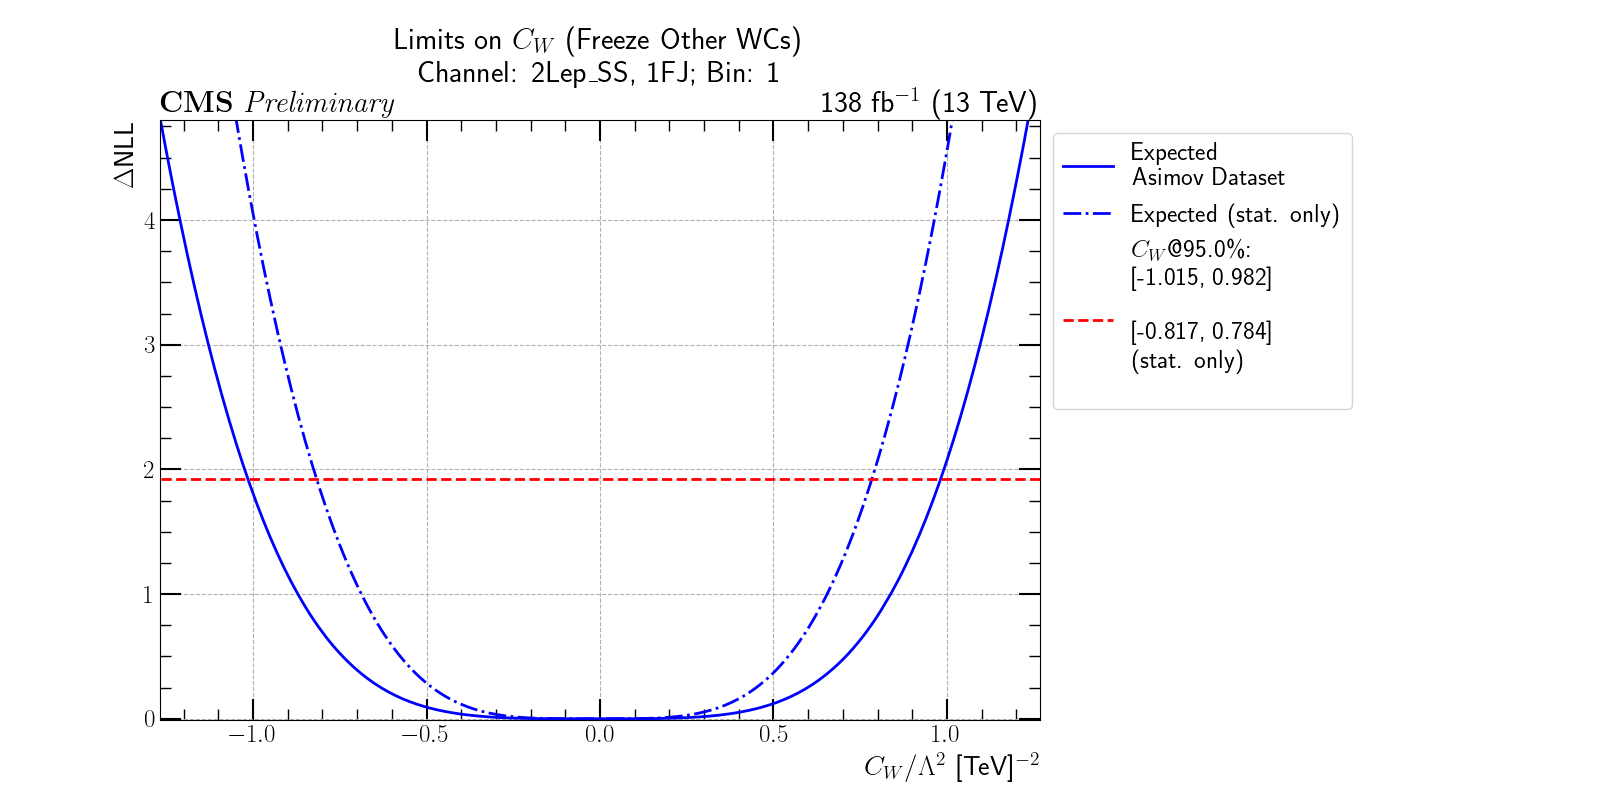 Limits on C_W (Freeze Other WCs)
Channel: 2Lep_SS, 1FJ; Bin: 1
CMS Preliminary
138 fb⁻¹ (13 TeV)
ΔNLL
4
3
2
1
0
−1.0
−0.5
0.0
0.5
1.0
C_W/Λ² [TeV]⁻²
Expected
Asimov Dataset
Expected (stat. only)
C_W@95.0%:
[-1.015, 0.982]
[-0.817, 0.784]
(stat. only)